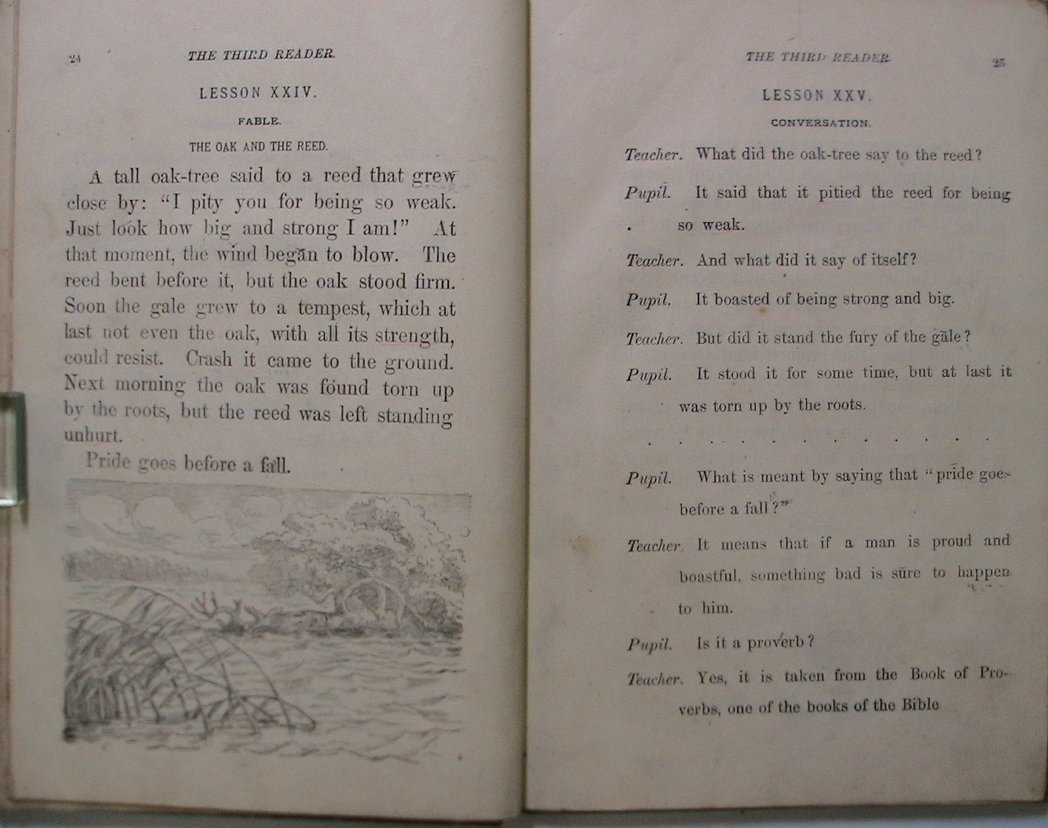 24
THE THIRD READER.
LESSON XXIV.
FABLE.
THE OAK AND THE REED.
A tall oak-tree said to a reed that grew
close by: “I pity you for being so weak.
Just look how big and strong I am!” At
that moment, the wind begăn to blow. The
reed bent before it, but the oak stood firm.
Soon the gale grew to a tempest, which at
last not even the oak, with all its strength,
could resist. Crash it came to the ground.
Next morning the oak was found torn up
by the roots, but the reed was left standing
unhurt.
Pride goes before a fall.
THE THIRD READER.
25
LESSON XXV.
CONVERSATION.
Teacher. What did the oak-tree say to the reed?
Pupil. It said that it pitied the reed for being
so weak.
Teacher. And what did it say of itself?
Pupil. It boasted of being strong and big.
Teacher. But did it stand the fury of the gāle?
Pupil. It stood it for some time, but at last it
was torn up by the roots.
. . . . . . . . . . . .
Pupil. What is meant by saying that “pride goes
before a fall?”
Teacher. It means that if a man is proud and
boastful, something bad is sūre to happen
to him.
Pupil. Is it a proverb?
Teacher. Yes, it is taken from the Book of Pro-
verbs, one of the books of the Bible